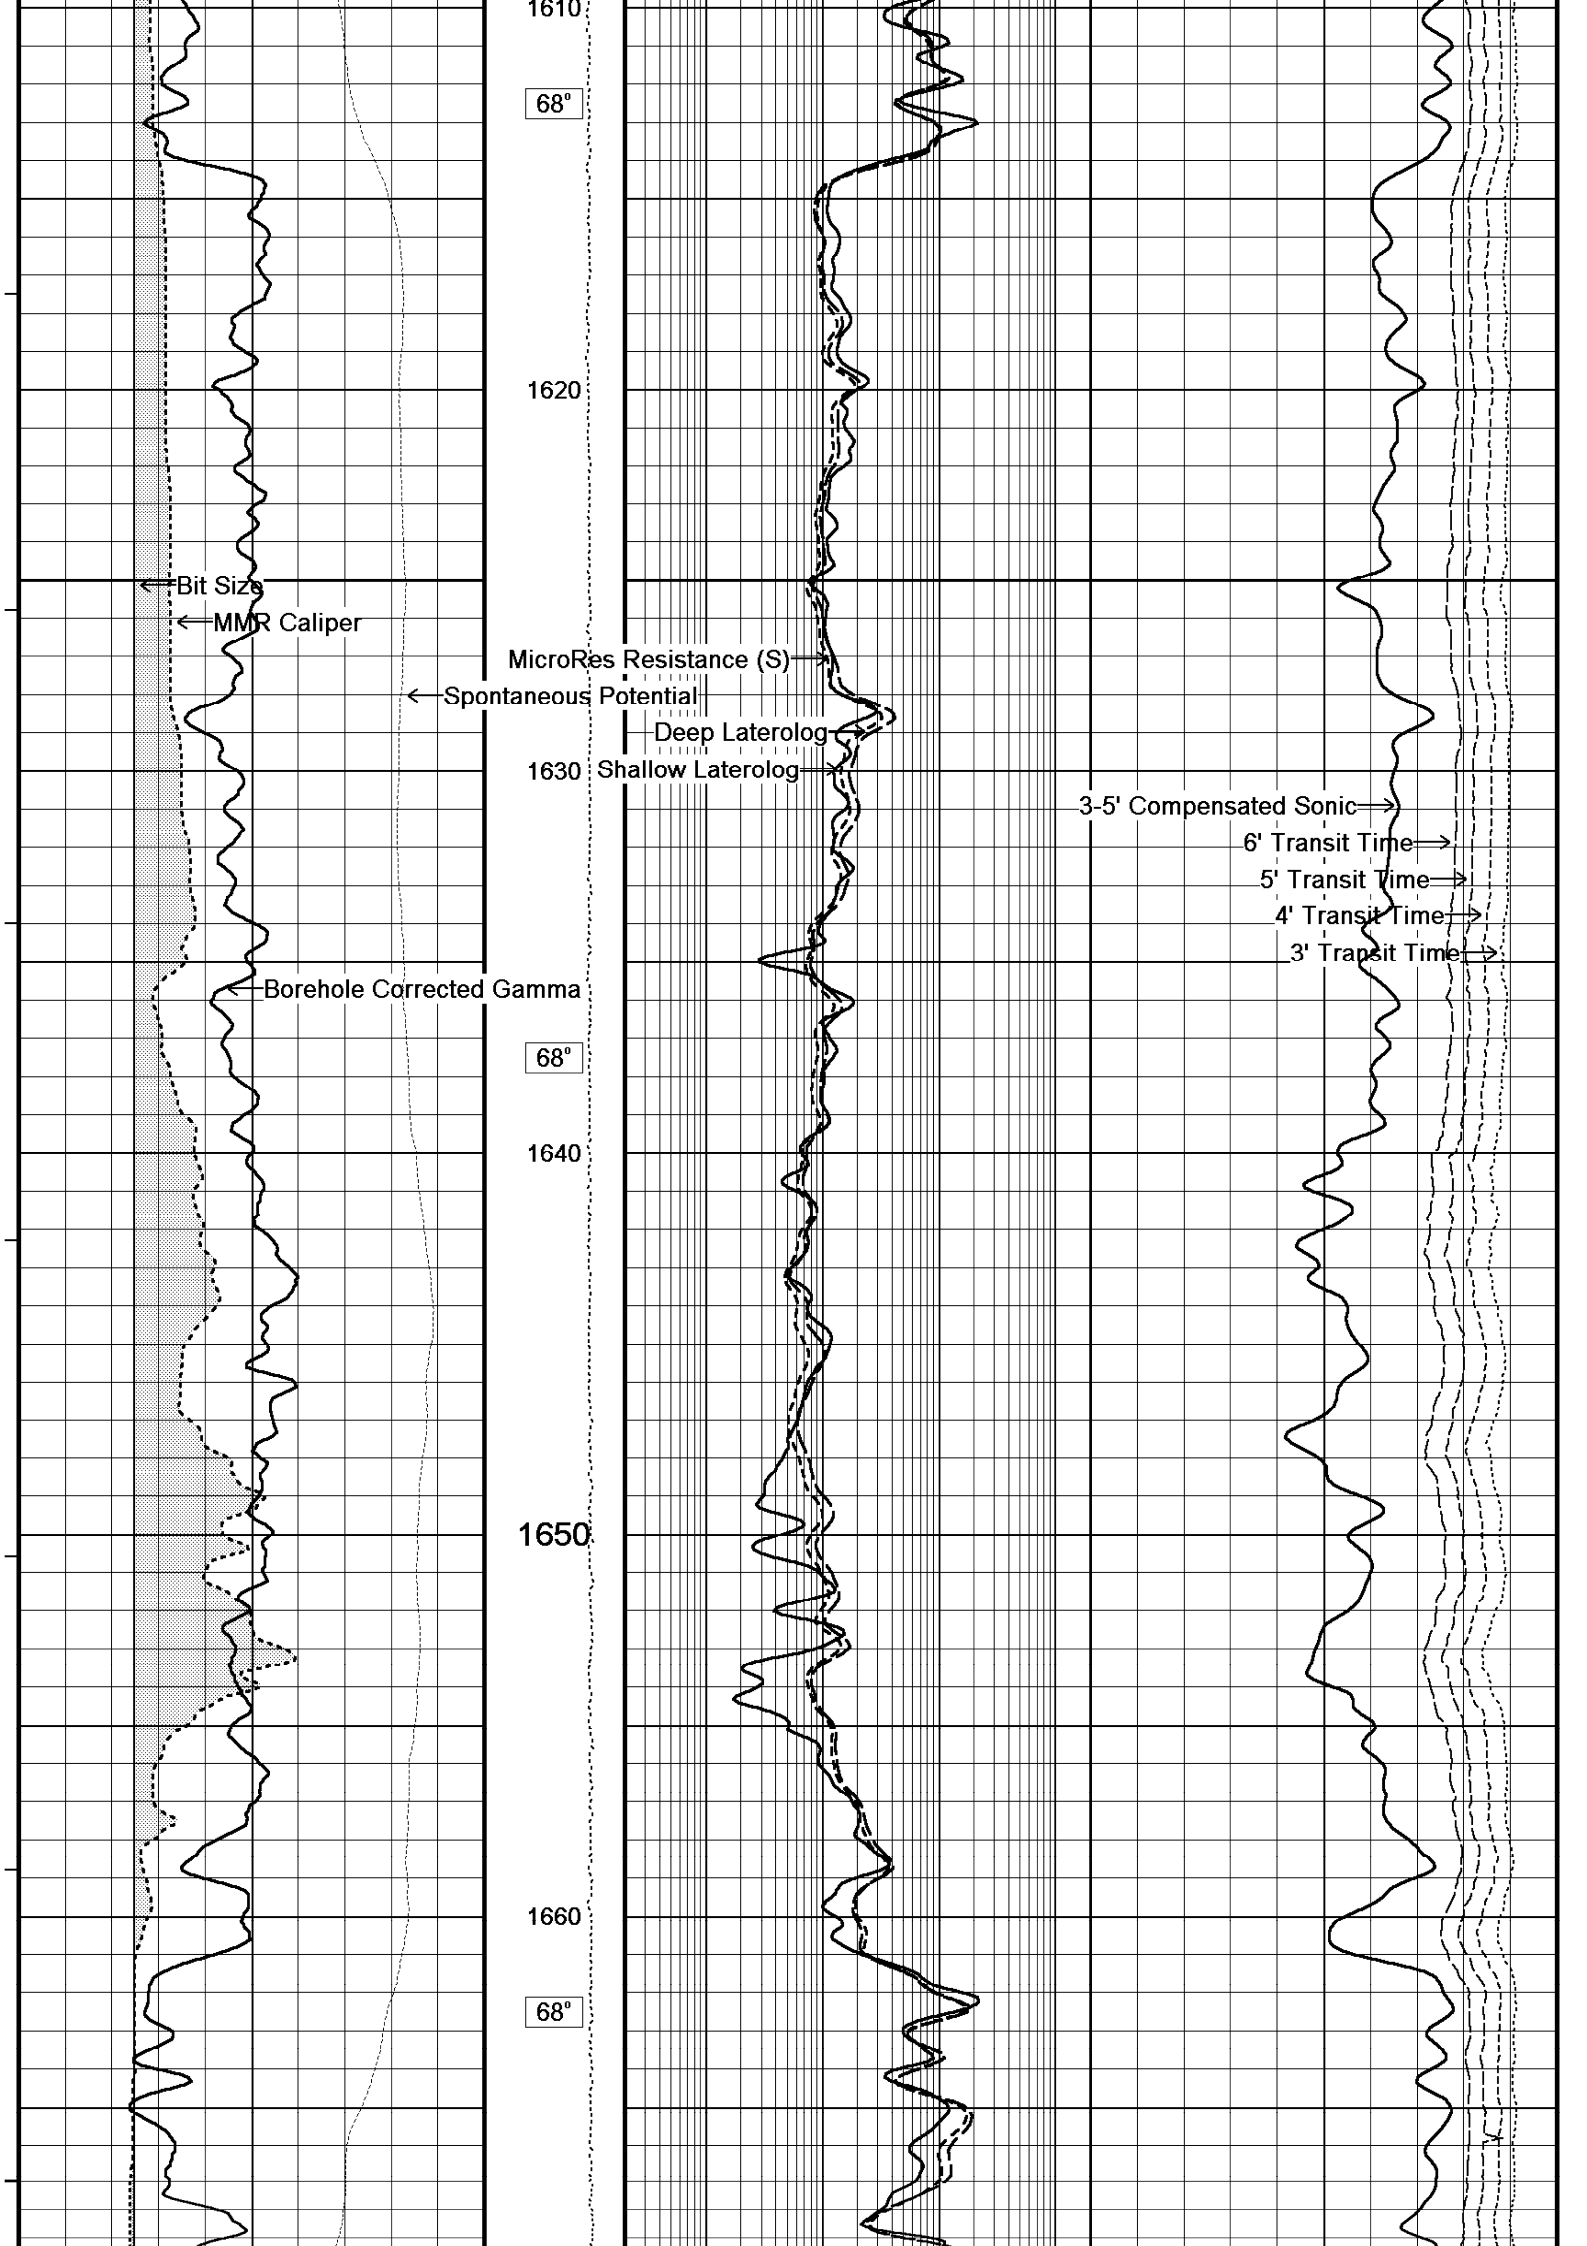 1610
68°
1620
Bit Size
MMR Caliper
MicroRes Resistance (S)
Spontaneous Potential
Deep Laterolog
1630
Shallow Laterolog
3-5' Compensated Sonic
6' Transit Time
5' Transit Time
4' Transit Time
3' Transit Time
Borehole Corrected Gamma
68°
1640
1650
1660
68°